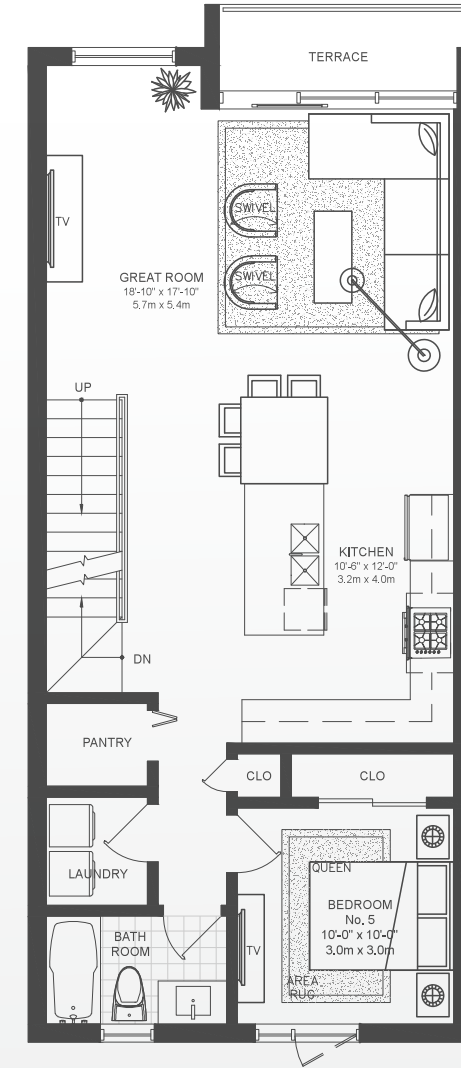 TERRACE
SWIVEL
TV
SWIVEL
GREAT ROOM
18'-10" x 17'-10"
5.7m x 5.4m
UP
KITCHEN
10'-6" x 12'-0"
3.2m x 4.0m
DN
PANTRY
CLO
CLO
LAUNDRY
QUEEN
BEDROOM
No. 5
10'-0" x 10'-0"
3.0m x 3.0m
BATH
ROOM
TV
AREA
RUG